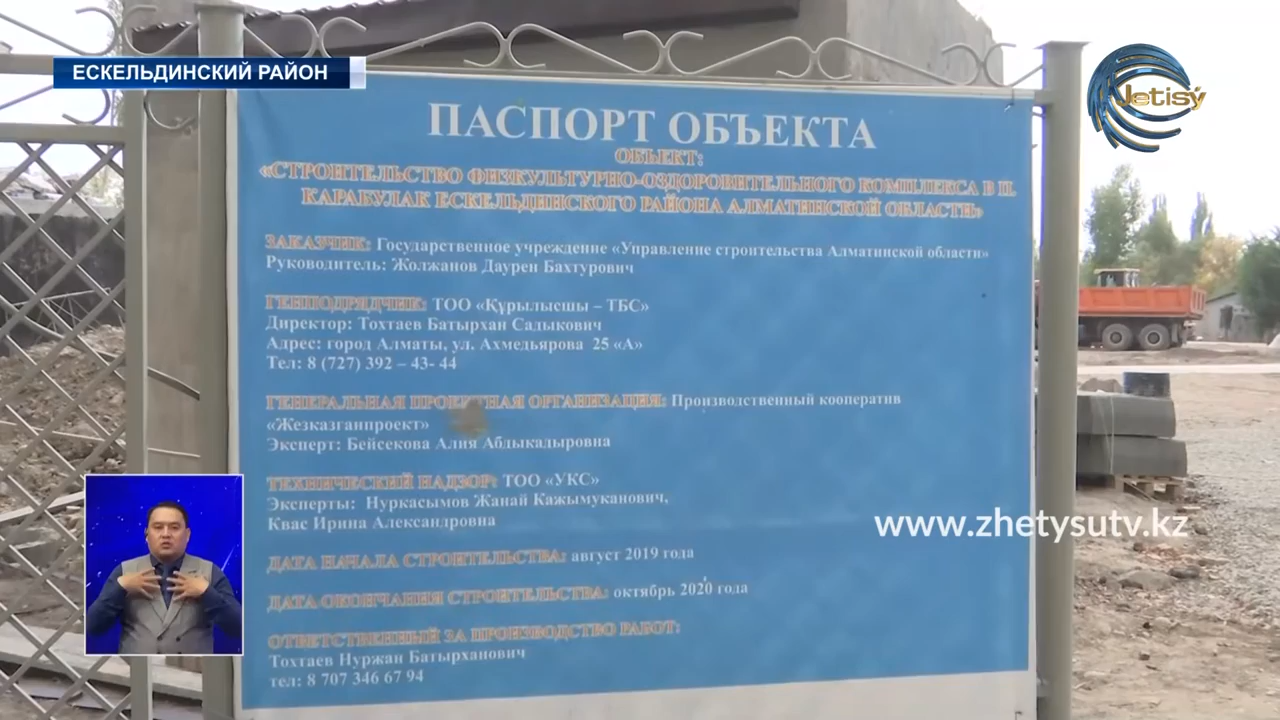 ЕСКЕЛЬДИНСКИЙ РАЙОН
Jetisý
ПАСПОРТ ОБЪЕКТА
ОБЪЕКТ:
«СТРОИТЕЛЬСТВО ФИЗКУЛЬТУРНО-ОЗДОРОВИТЕЛЬНОГО КОМПЛЕКСА В П.
КАРАБУЛАК ЕСКЕЛЬДИНСКОГО РАЙОНА АЛМАТИНСКОЙ ОБЛАСТИ»
ЗАКАЗЧИК: Государственное учреждение «Управление строительства Алматинской области»
Руководитель: Жолжанов Даурен Бахтурович
ГЕНПОДРЯДЧИК: ТОО «Құрылысшы – ТБС»
Директор: Тохтаев Батырхан Садыкович
Адрес: город Алматы, ул. Ахмедьярова 25 «А»
Тел: 8 (727) 392 – 43- 44
ГЕНЕРАЛЬНАЯ ПРОЕКТНАЯ ОРГАНИЗАЦИЯ: Производственный кооператив
«Жезказганпроект»
Эксперт: Бейсекова Алия Абдыкадыровна
ТЕХНИЧЕСКИЙ НАДЗОР: ТОО «УКС»
Эксперты: Нуркасымов Жанай Кажымуканович,
Квас Ирина Александровна
www.zhetysutv.kz
ДАТА НАЧАЛА СТРОИТЕЛЬСТВА: август 2019 года
ДАТА ОКОНЧАНИЯ СТРОИТЕЛЬСТВА: октябрь 2020 года
ОТВЕТСТВЕННЫЙ ЗА ПРОИЗВОДСТВО РАБОТ:
Тохтаев Нуржан Батырханович
тел: 8 707 346 67 94